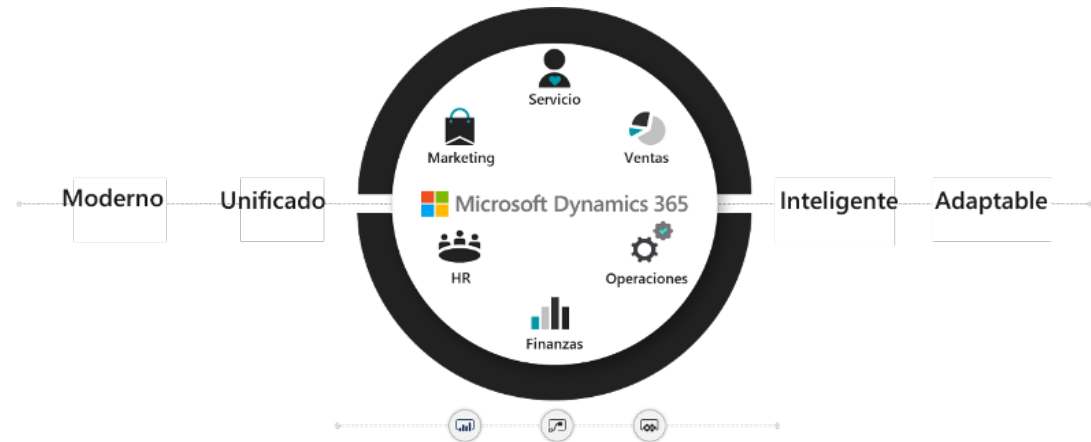 Servicio
Marketing
Ventas
Moderno
Unificado
Microsoft Dynamics 365
Inteligente
Adaptable
HR
Operaciones
Finanzas